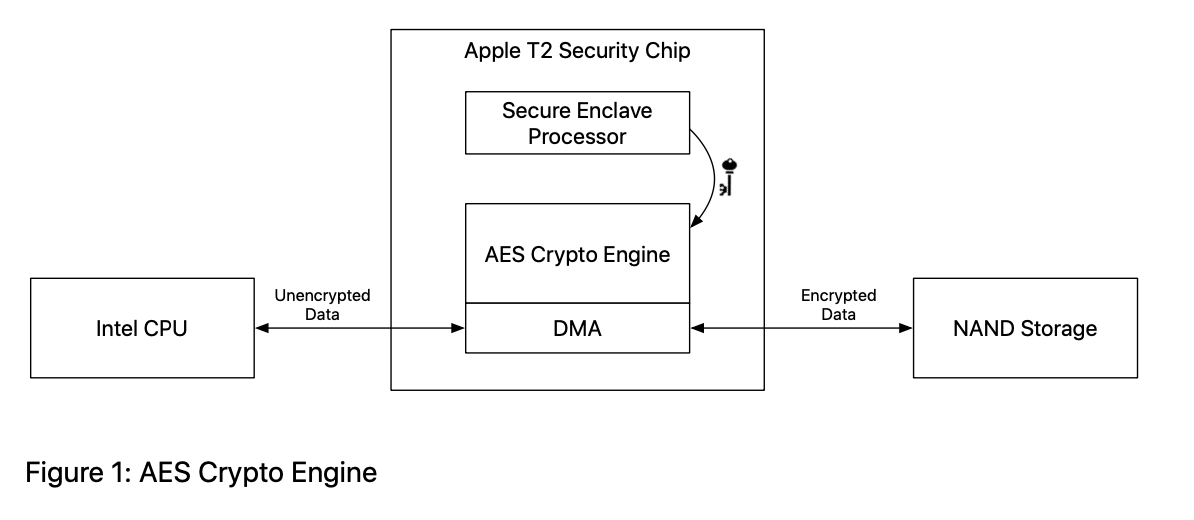 Apple T2 Security Chip
Secure Enclave
Processor
AES Crypto Engine
Unencrypted
Data
Encrypted
Data
Intel CPU
DMA
NAND Storage
Figure 1: AES Crypto Engine